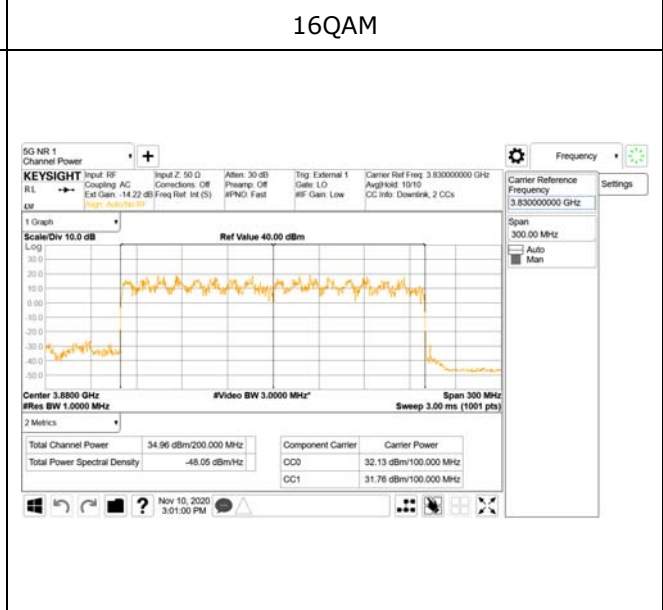 16QAM
5G NR 1
Channel Power
Frequency
KEYSIGHT
Input: RF
Input Z: 50 Ω
Atten: 30 dB
Trig: External 1
Carrier Ref Freq: 3.830000000 GHz
RL
Coupling: AC
Corrections: Off
Preamp: Off
Gate: LO
Avg|Hold: 10/10
Ext Gain: -14.22 dB
Freq Ref: Int (S)
#PNO: Fast
#IF Gain: Low
CC Info: Downlink, 2 CCs
Align: Auto/No RF
Carrier Reference
Frequency
3.830000000 GHz
Settings
Span
300.00 MHz
Auto
Man
1 Graph
Scale/Div 10.0 dB
Ref Value 40.00 dBm
Log
30.0
20.0
10.0
0.00
-10.0
-20.0
-30.0
-40.0
-50.0
Center 3.8800 GHz
#Video BW 3.0000 MHz*
Span 300 MHz
#Res BW 1.0000 MHz
Sweep 3.00 ms (1001 pts)
2 Metrics
Total Channel Power
34.96 dBm/200.000 MHz
Total Power Spectral Density
-48.05 dBm/Hz
Component Carrier
Carrier Power
CC0
32.13 dBm/100.000 MHz
CC1
31.76 dBm/100.000 MHz
?
Nov 10, 2020
3:01:00 PM